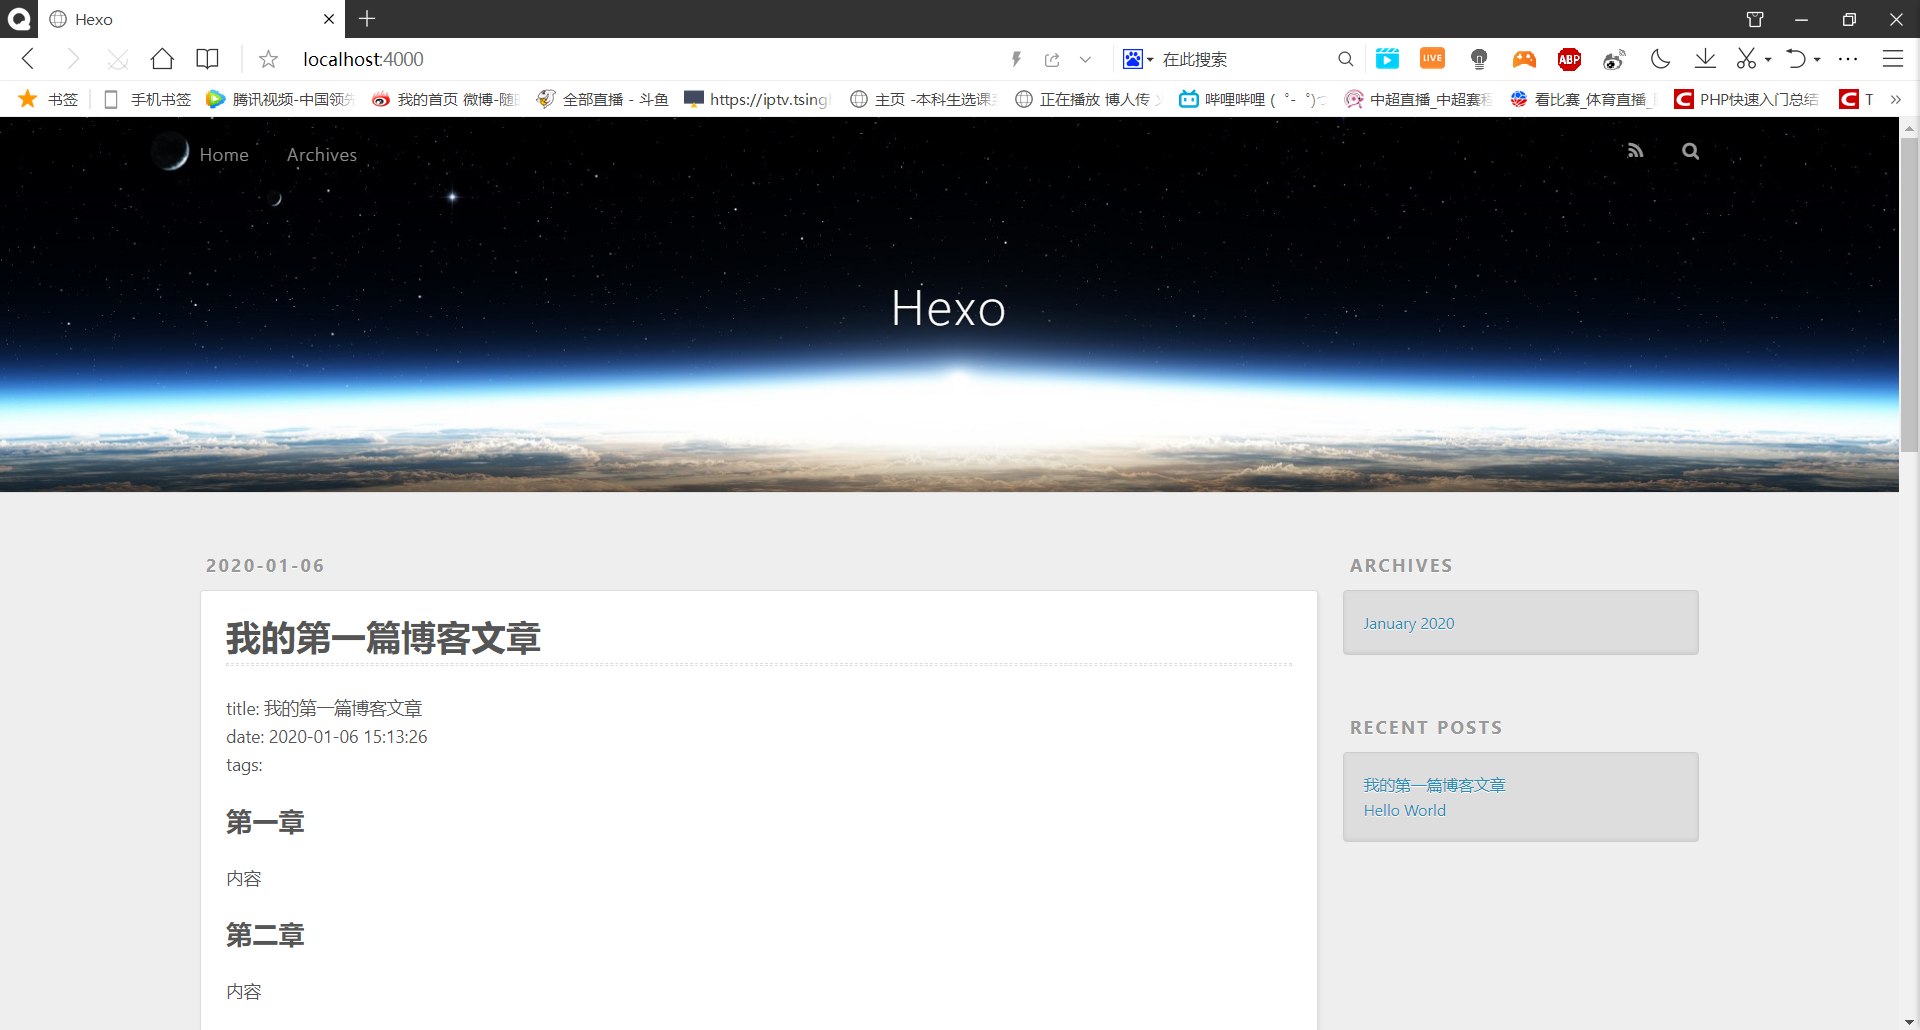 Hexo
localhost:4000
在此搜索
LIVE
ABP
书签
手机书签
腾讯视频-中国领先
我的首页 微博-随
全部直播 - 斗鱼
https://iptv.tsing
主页 -本科生选课
正在播放 博人传
哔哩哔哩 ( ゜- ゜)つ
中超直播_中超赛程
看比赛_体育直播_
PHP快速入门总结
T
Home
Archives
Hexo
2020-01-06
我的第一篇博客文章
title: 我的第一篇博客文章
date: 2020-01-06 15:13:26
tags:
第一章
内容
第二章
内容
ARCHIVES
January 2020
RECENT POSTS
我的第一篇博客文章
Hello World